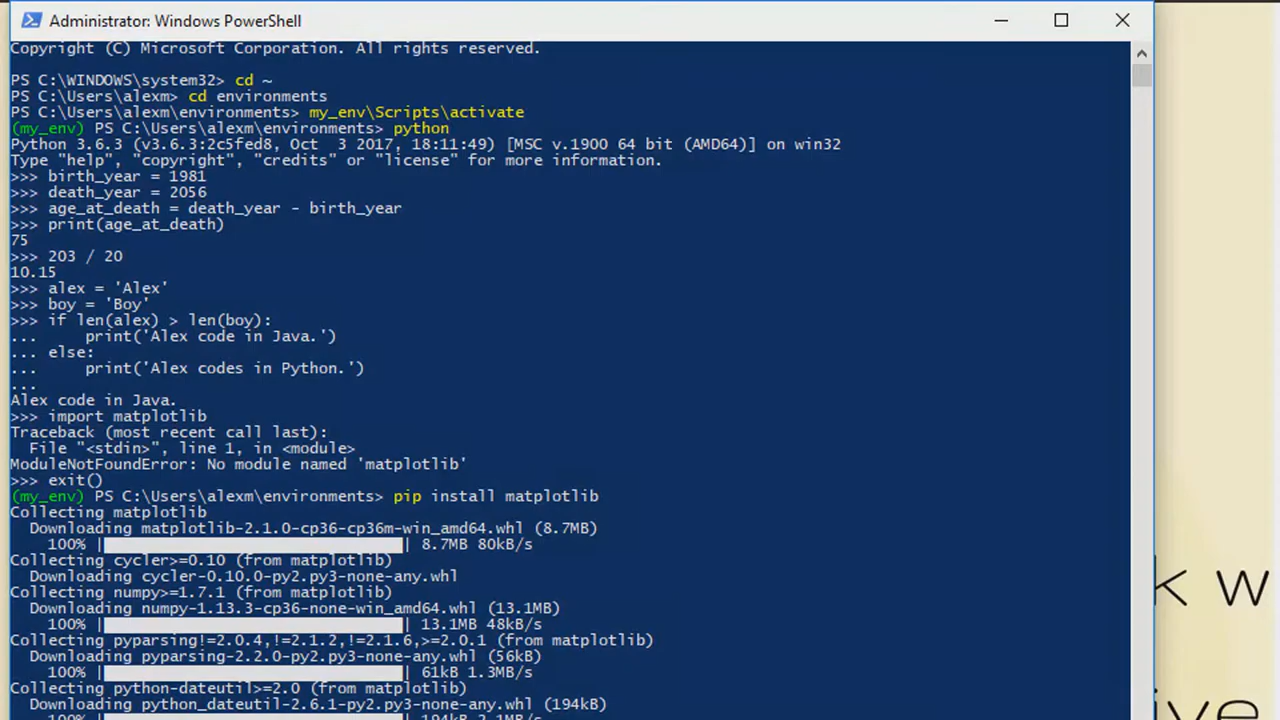 Administrator: Windows PowerShell
Copyright (C) Microsoft Corporation. All rights reserved.
PS C:\WINDOWS\system32> cd ~
PS C:\Users\alexm> cd environments
PS C:\Users\alexm\environments> my_env\Scripts\activate
(my_env) PS C:\Users\alexm\environments> python
Python 3.6.3 (v3.6.3:2c5fed8, Oct  3 2017, 18:11:49) [MSC v.1900 64 bit (AMD64)] on win32
Type "help", "copyright", "credits" or "license" for more information.
>>> birth_year = 1981
>>> death_year = 2056
>>> age_at_death = death_year - birth_year
>>> print(age_at_death)
75
>>> 203 / 20
10.15
>>> alex = 'Alex'
>>> boy = 'Boy'
>>> if len(alex) > len(boy):
...     print('Alex code in Java.')
... else:
...     print('Alex codes in Python.')
...
Alex code in Java.
>>> import matplotlib
Traceback (most recent call last):
  File "<stdin>", line 1, in <module>
ModuleNotFoundError: No module named 'matplotlib'
>>> exit()
(my_env) PS C:\Users\alexm\environments> pip install matplotlib
Collecting matplotlib
  Downloading matplotlib-2.1.0-cp36-cp36m-win_amd64.whl (8.7MB)
    100% |                                | 8.7MB 80kB/s
Collecting cycler>=0.10 (from matplotlib)
  Downloading cycler-0.10.0-py2.py3-none-any.whl
Collecting numpy>=1.7.1 (from matplotlib)
  Downloading numpy-1.13.3-cp36-none-win_amd64.whl (13.1MB)
    100% |                                | 13.1MB 48kB/s
Collecting pyparsing!=2.0.4,!=2.1.2,!=2.1.6,>=2.0.1 (from matplotlib)
  Downloading pyparsing-2.2.0-py2.py3-none-any.whl (56kB)
    100% |                                | 61kB 1.3MB/s
Collecting python-dateutil>=2.0 (from matplotlib)
  Downloading python_dateutil-2.6.1-py2.py3-none-any.whl (194kB)
    100% |                                | 194kB 2.1MB/s
k w
ive